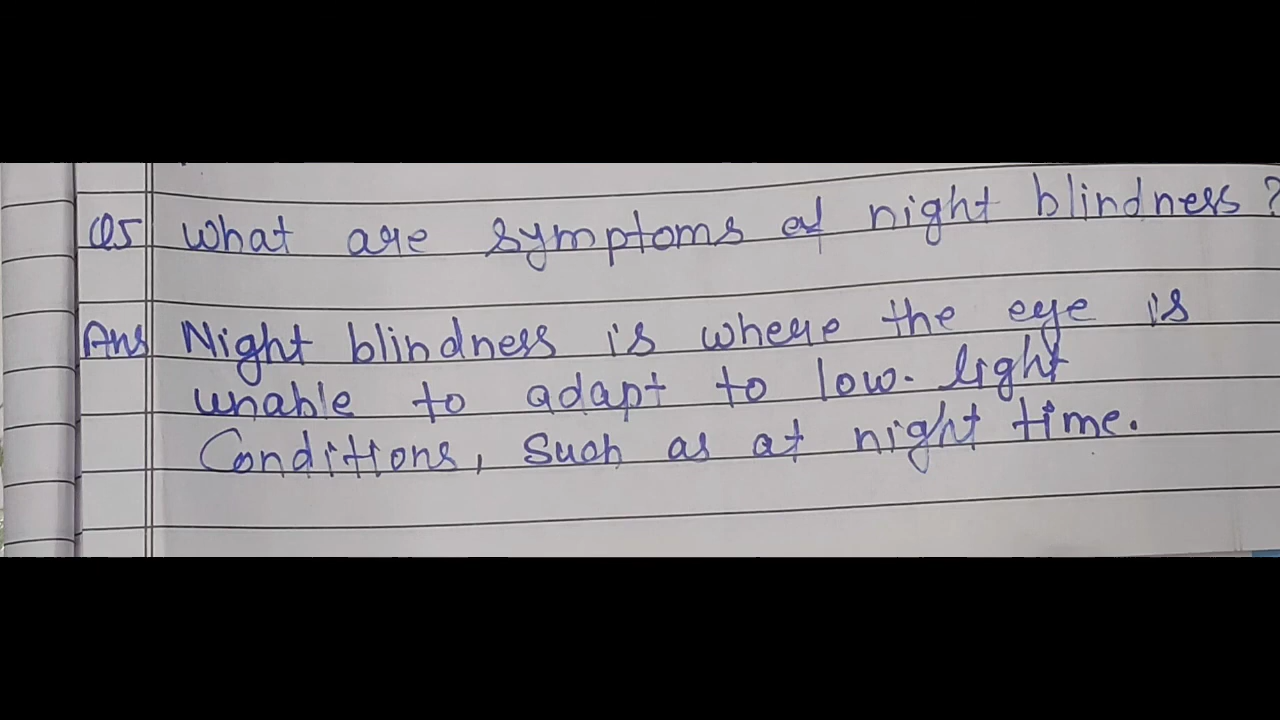 Q5 What are symptoms of night blindness?
Ans Night blindness is where the eye is
unable to adapt to low-light
Conditions, Such as at night time.